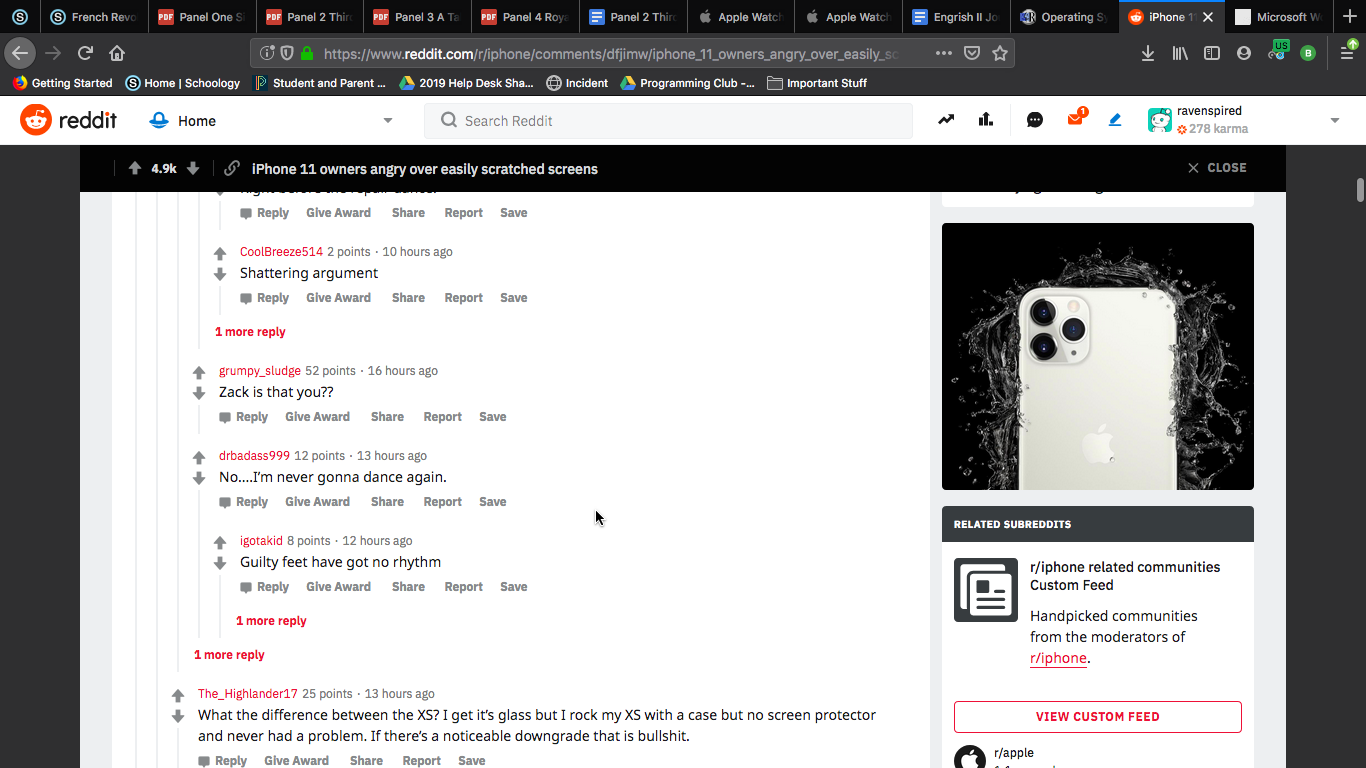 French Revo
Panel One S
Panel 2 Thir
Panel 3 A Ta
Panel 4 Roya
Panel 2 Thir
Apple Watch
Apple Watch
Engrish II Jo
Operating Sy
iPhone 11
Microsoft Wo
https://www.reddit.com/r/iphone/comments/dfjimw/iphone_11_owners_angry_over_easily_sc
US
B
Getting Started
Home | Schoology
Student and Parent ...
2019 Help Desk Sha...
Incident
Programming Club -...
Important Stuff
reddit
Home
Search Reddit
1
ravenspired
278 karma
4.9k
iPhone 11 owners angry over easily scratched screens
CLOSE
Reply Give Award Share Report Save
CoolBreeze514 2 points · 10 hours ago
Shattering argument
Reply Give Award Share Report Save
1 more reply
grumpy_sludge 52 points · 16 hours ago
Zack is that you??
Reply Give Award Share Report Save
drbadass999 12 points · 13 hours ago
No....I'm never gonna dance again.
Reply Give Award Share Report Save
igotakid 8 points · 12 hours ago
Guilty feet have got no rhythm
Reply Give Award Share Report Save
1 more reply
1 more reply
The_Highlander17 25 points · 13 hours ago
What the difference between the XS? I get it's glass but I rock my XS with a case but no screen protector
and never had a problem. If there's a noticeable downgrade that is bullshit.
Reply Give Award Share Report Save
RELATED SUBREDDITS
r/iphone related communities
Custom Feed
Handpicked communities
from the moderators of
r/iphone.
VIEW CUSTOM FEED
r/apple